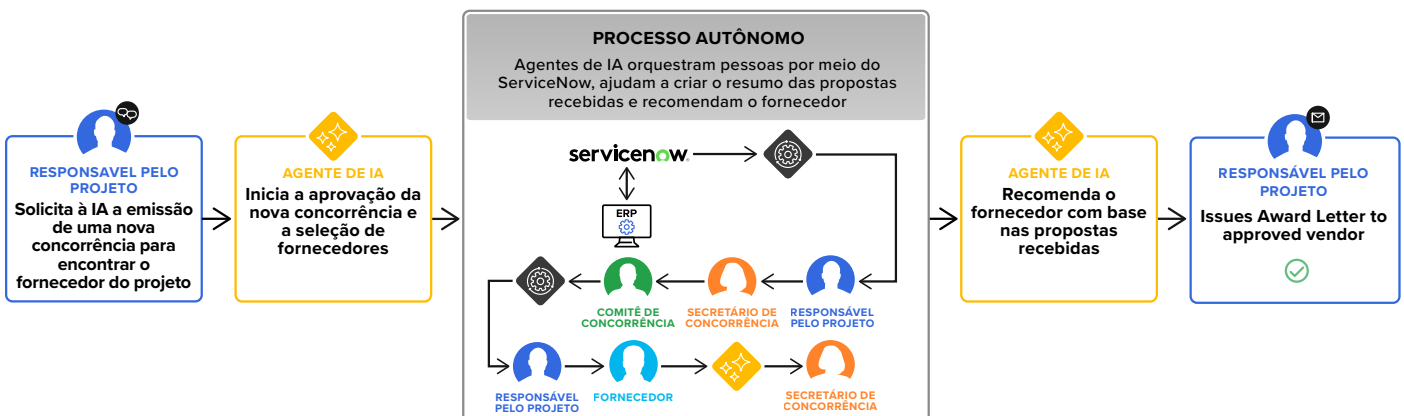 PROCESSO AUTÔNOMO
Agentes de IA orquestram pessoas por meio do
ServiceNow, ajudam a criar o resumo das propostas
recebidas e recomendam o fornecedor
RESPONSAVEL PELO
PROJETO
Solicita à IA a emissão
de uma nova
concorrência para
encontrar o
fornecedor do projeto
AGENTE DE IA
Inicia a aprovação da
nova concorrência e
a seleção de
fornecedores
servicenow
ERP
COMITÊ DE
CONCORRÊNCIA
SECRETÁRIO DE
CONCORRÊNCIA
RESPONSÁVEL
PELO PROJETO
RESPONSÁVEL
PELO PROJETO
FORNECEDOR
SECRETÁRIO DE
CONCORRÊNCIA
AGENTE DE IA
Recomenda o
fornecedor com base
nas propostas
recebidas
RESPONSÁVEL PELO
PROJETO
Issues Award Letter to
approved vendor